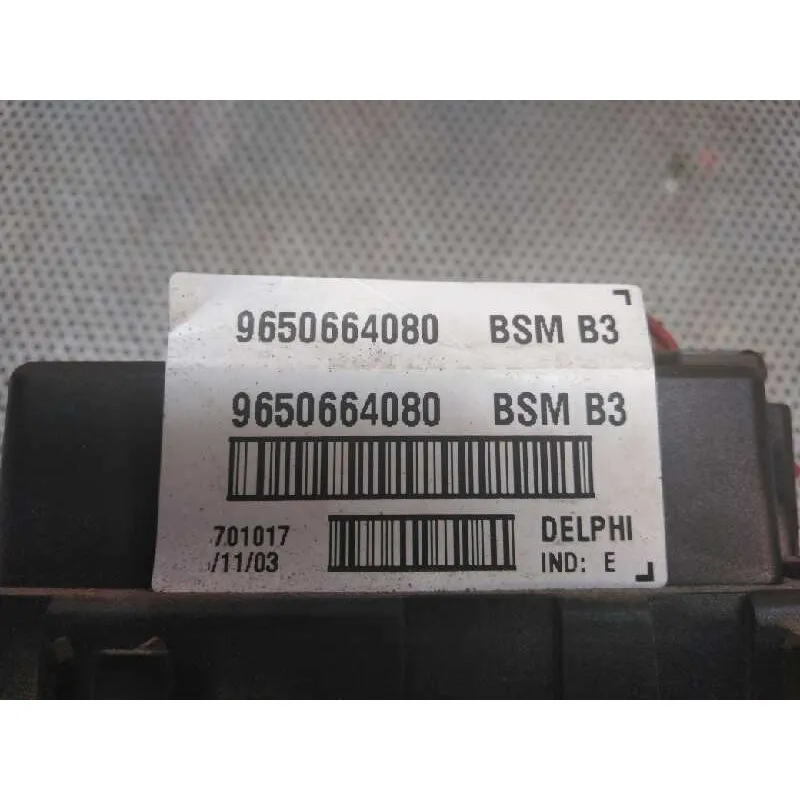 9650664080 BSM B3
9650664080 BSM B3
701017 DELPHI
/11/03 IND: E